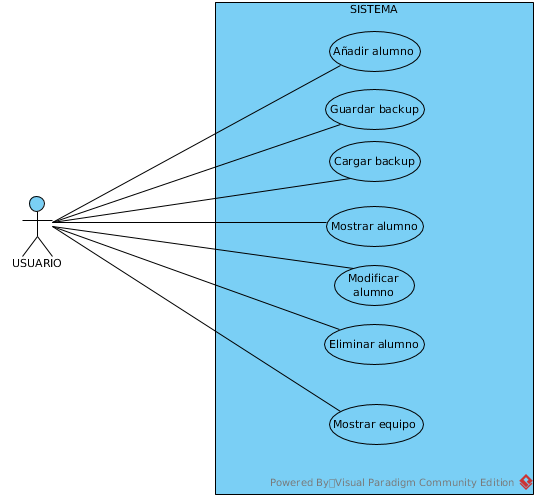 SISTEMA
Añadir alumno
Guardar backup
Cargar backup
Mostrar alumno
USUARIO
Modificar
alumno
Eliminar alumno
Mostrar equipo
Powered By Visual Paradigm Community Edition